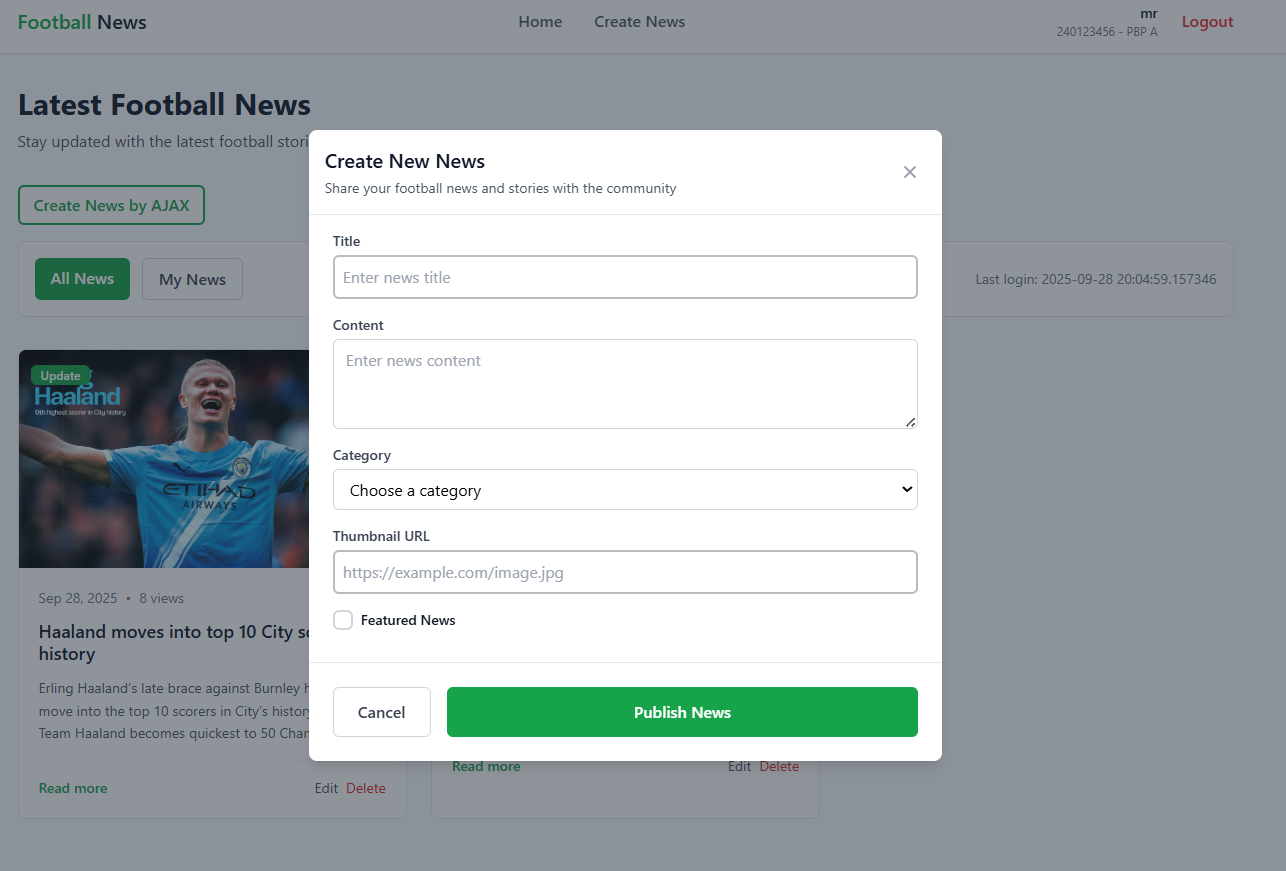 Football News
Home
Create News
mr
240123456 - PBP A
Logout
Latest Football News
Stay updated with the latest football stori
Create News by AJAX
All News
My News
Last login: 2025-09-28 20:04:59.157346
Create New News
Share your football news and stories with the community
×
Title
Enter news title
Content
Enter news content
Category
Choose a category
Thumbnail URL
https://example.com/image.jpg
Featured News
Cancel
Publish News
Update
Haaland
9th highest scorer in City history
ETIHAD
AIRWAYS
Sep 28, 2025 • 8 views
Haaland moves into top 10 City sc
history
Erling Haaland's late brace against Burnley h
move into the top 10 scorers in City's history
Team Haaland becomes quickest to 50 Cham
Read more
Edit
Delete
Read more
Edit
Delete